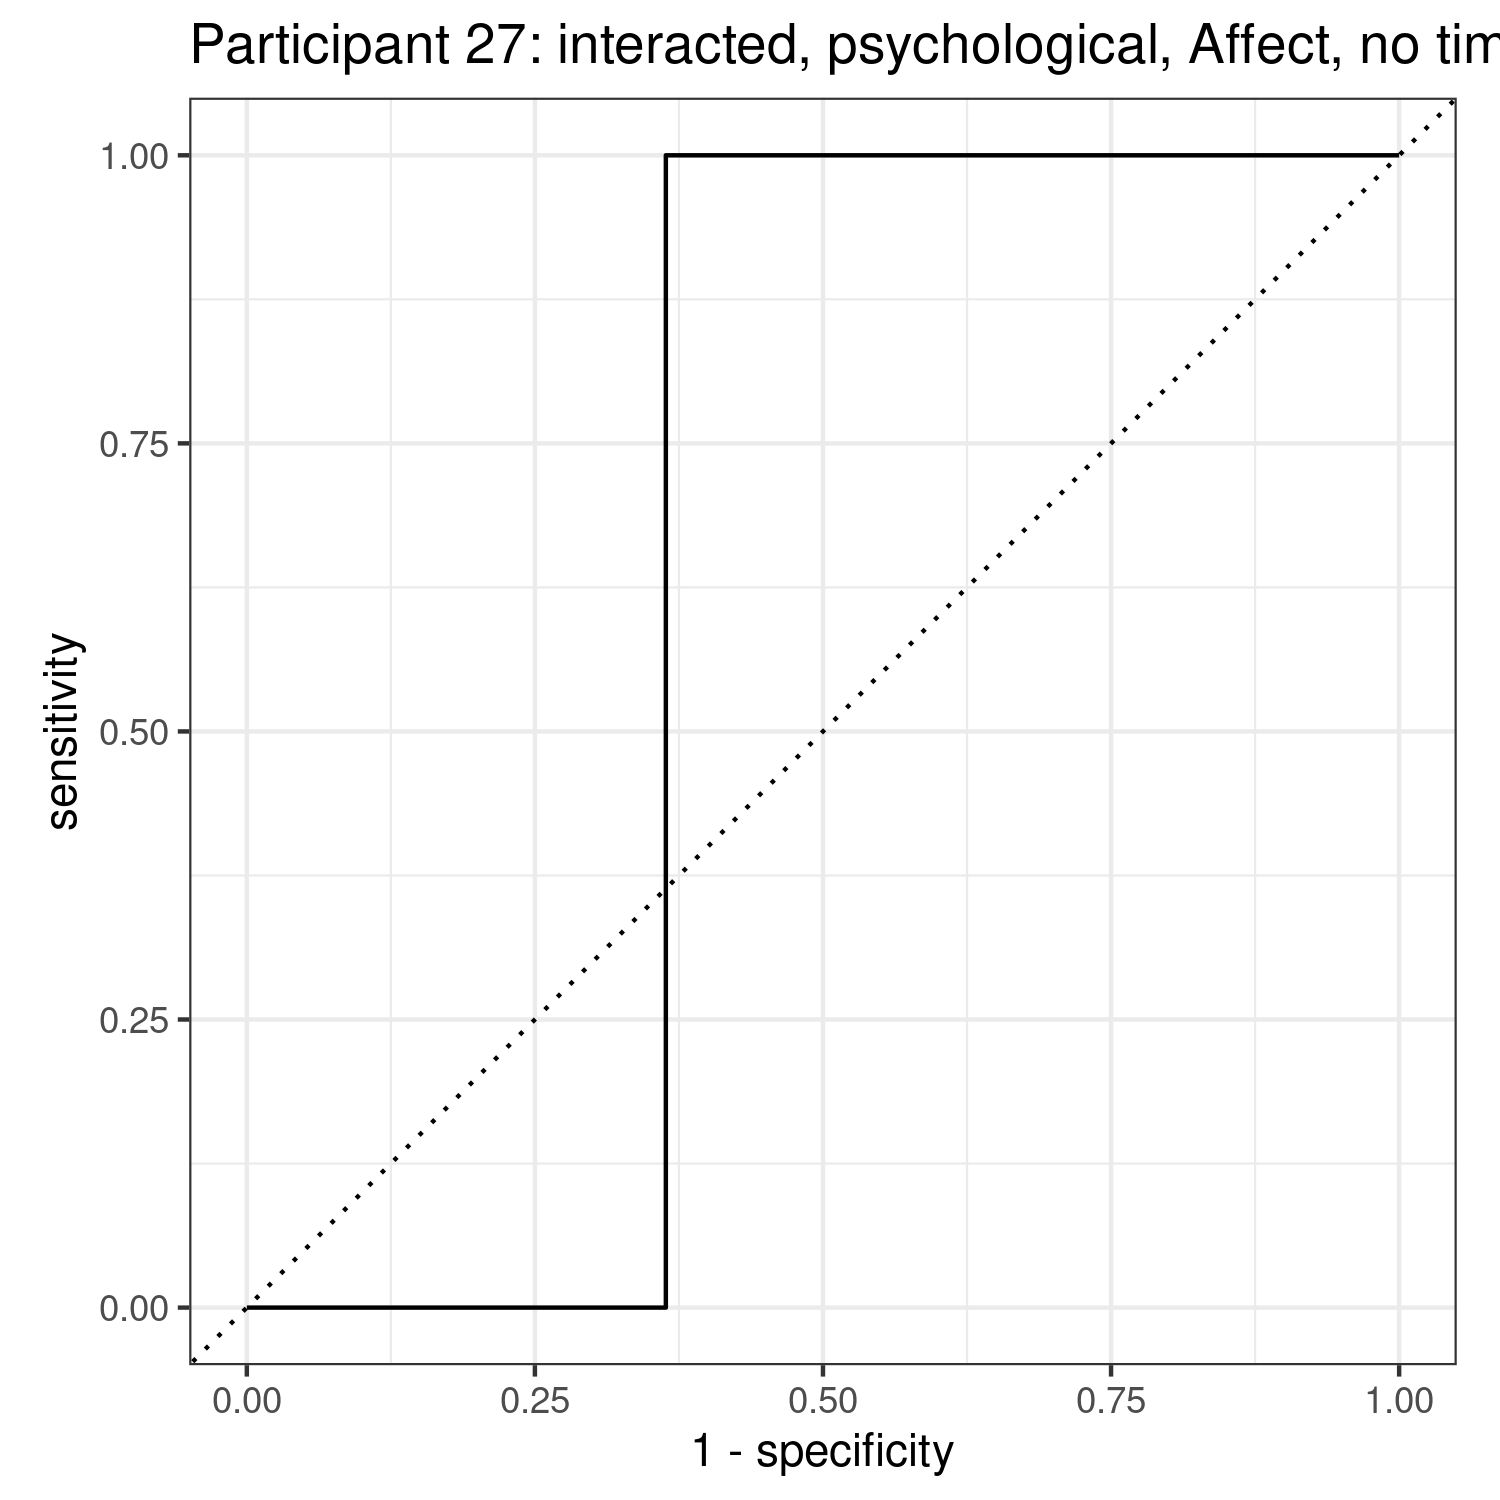 Participant 27: interacted, psychological, Affect, no tim
1.00
0.75
0.50
0.25
0.00
sensitivity
0.00 0.25 0.50 0.75 1.00
1 - specificity